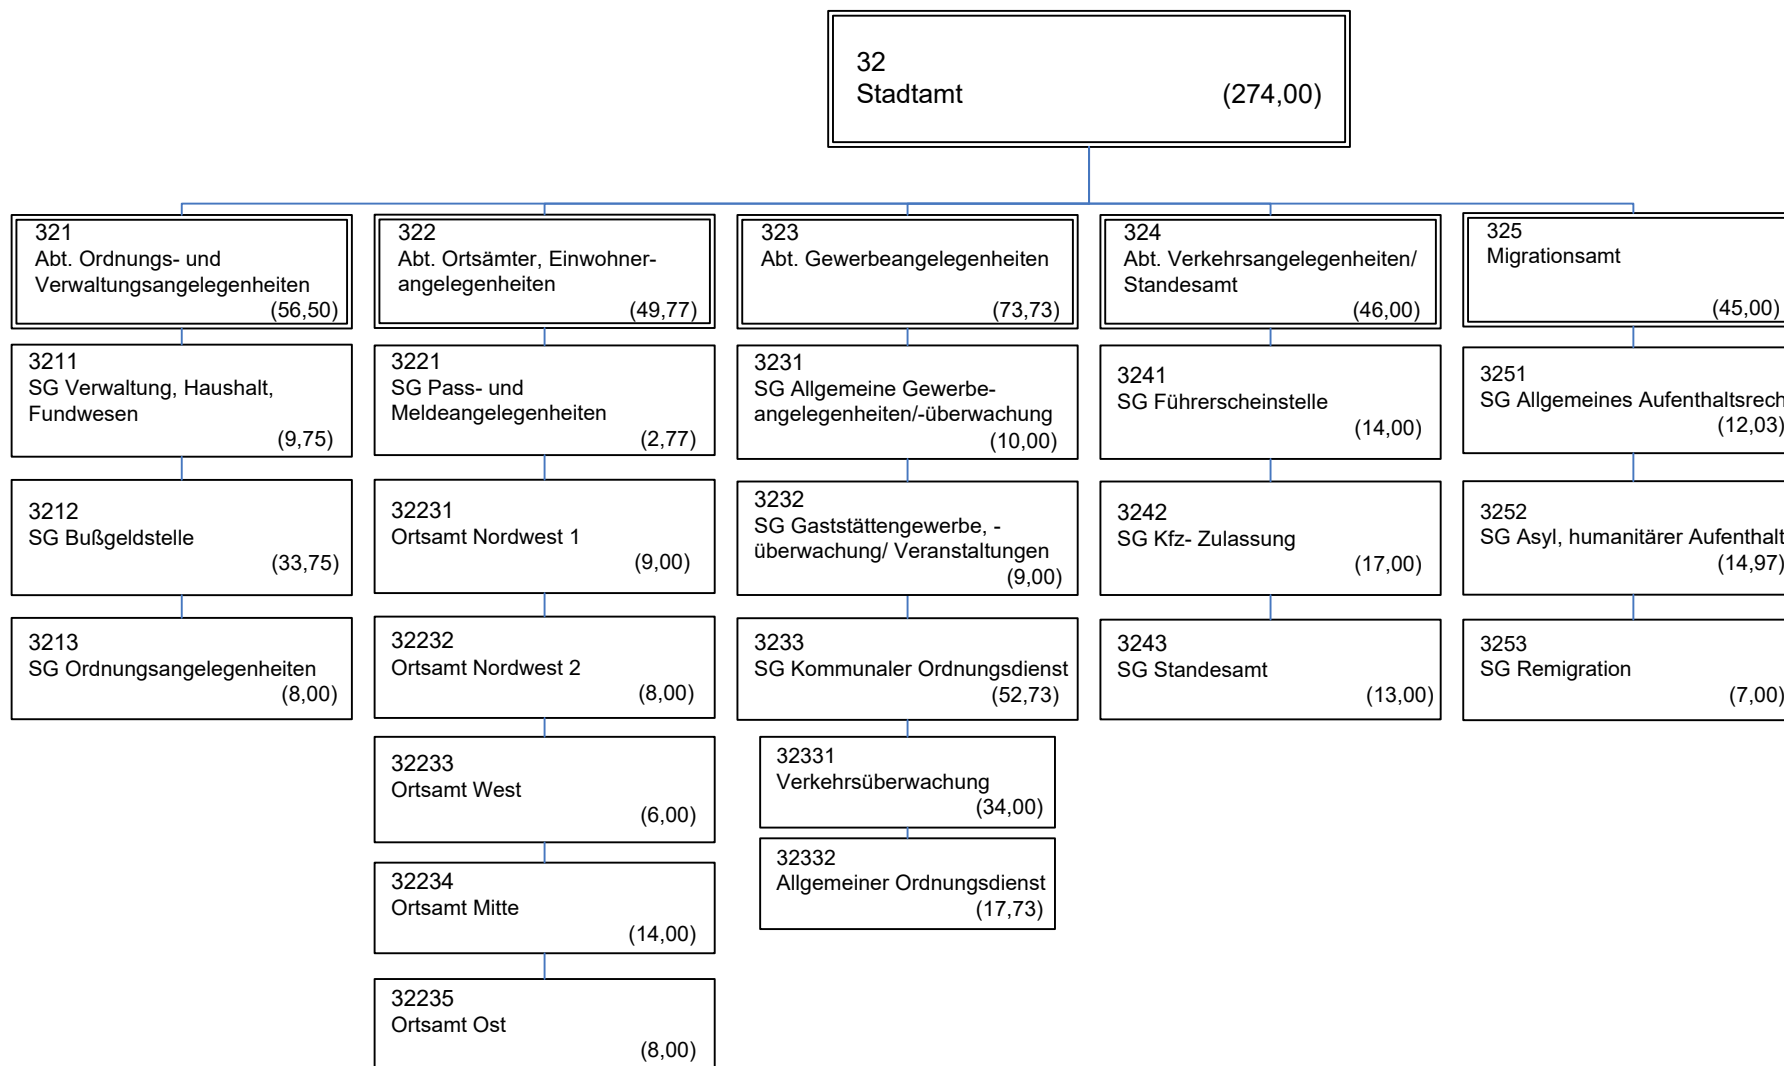 32
Stadtamt (274,00)
321
Abt. Ordnungs- und
Verwaltungsangelegenheiten
(56,50)
3211
SG Verwaltung, Haushalt,
Fundwesen
(9,75)
3212
SG Bußgeldstelle
(33,75)
3213
SG Ordnungsangelegenheiten
(8,00)
322
Abt. Ortsämter, Einwohner-
angelegenheiten
(49,77)
3221
SG Pass- und
Meldeangelegenheiten
(2,77)
32231
Ortsamt Nordwest 1
(9,00)
32232
Ortsamt Nordwest 2
(8,00)
32233
Ortsamt West
(6,00)
32234
Ortsamt Mitte
(14,00)
32235
Ortsamt Ost
(8,00)
323
Abt. Gewerbeangelegenheiten
(73,73)
3231
SG Allgemeine Gewerbe-
angelegenheiten/-überwachung
(10,00)
3232
SG Gaststättengewerbe, -
überwachung/ Veranstaltungen
(9,00)
3233
SG Kommunaler Ordnungsdienst
(52,73)
32331
Verkehrsüberwachung
(34,00)
32332
Allgemeiner Ordnungsdienst
(17,73)
324
Abt. Verkehrsangelegenheiten/
Standesamt
(46,00)
3241
SG Führerscheinstelle
(14,00)
3242
SG Kfz- Zulassung
(17,00)
3243
SG Standesamt
(13,00)
325
Migrationsamt
(45,00)
3251
SG Allgemeines Aufenthaltsrech
(12,03)
3252
SG Asyl, humanitärer Aufenthalt
(14,97)
3253
SG Remigration
(7,00)